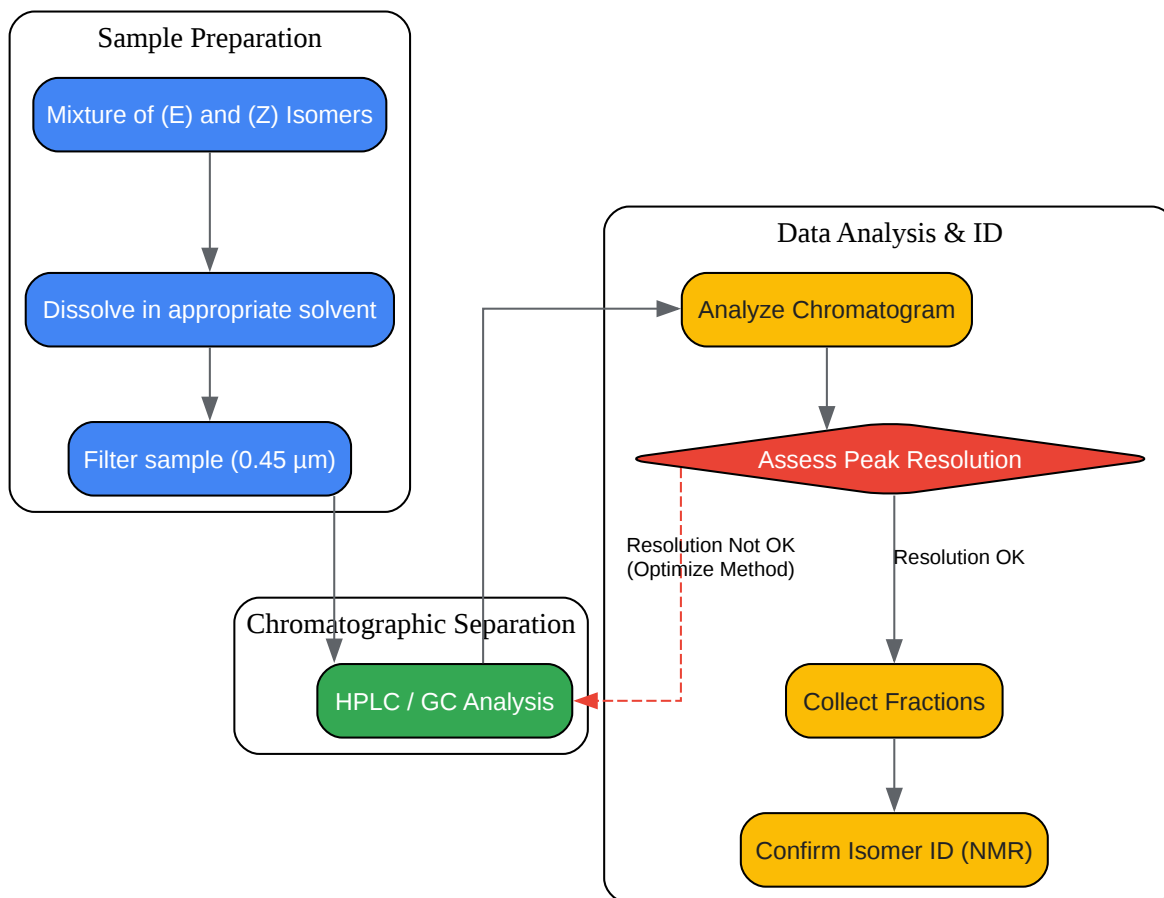 Sample Preparation
Mixture of (E) and (Z) Isomers
Dissolve in appropriate solvent
Filter sample (0.45 µm)
Chromatographic Separation
HPLC / GC Analysis
Data Analysis & ID
Analyze Chromatogram
Assess Peak Resolution
Resolution Not OK
(Optimize Method)
Resolution OK
Collect Fractions
Confirm Isomer ID (NMR)